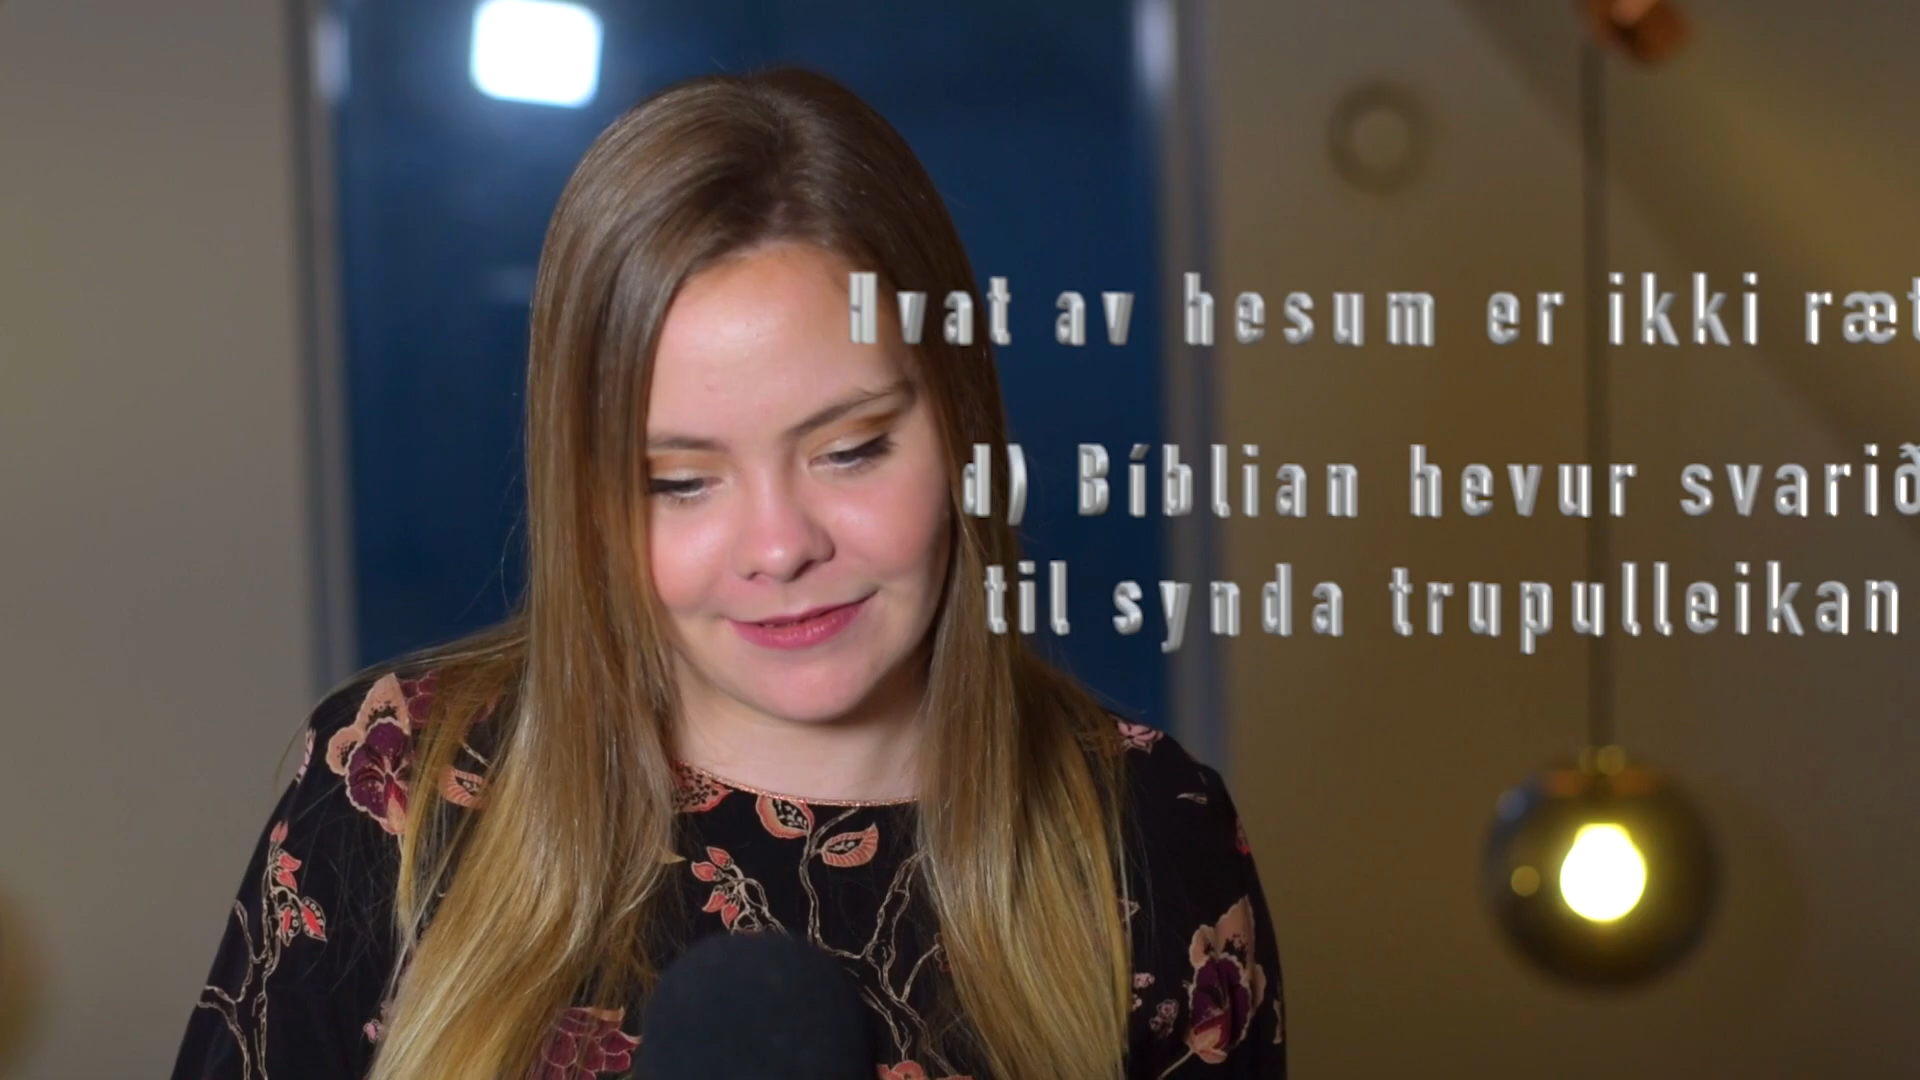 Hvat av hesum er ikki ræt
d) Bíblian hevur svarið
til synda trupulleikan